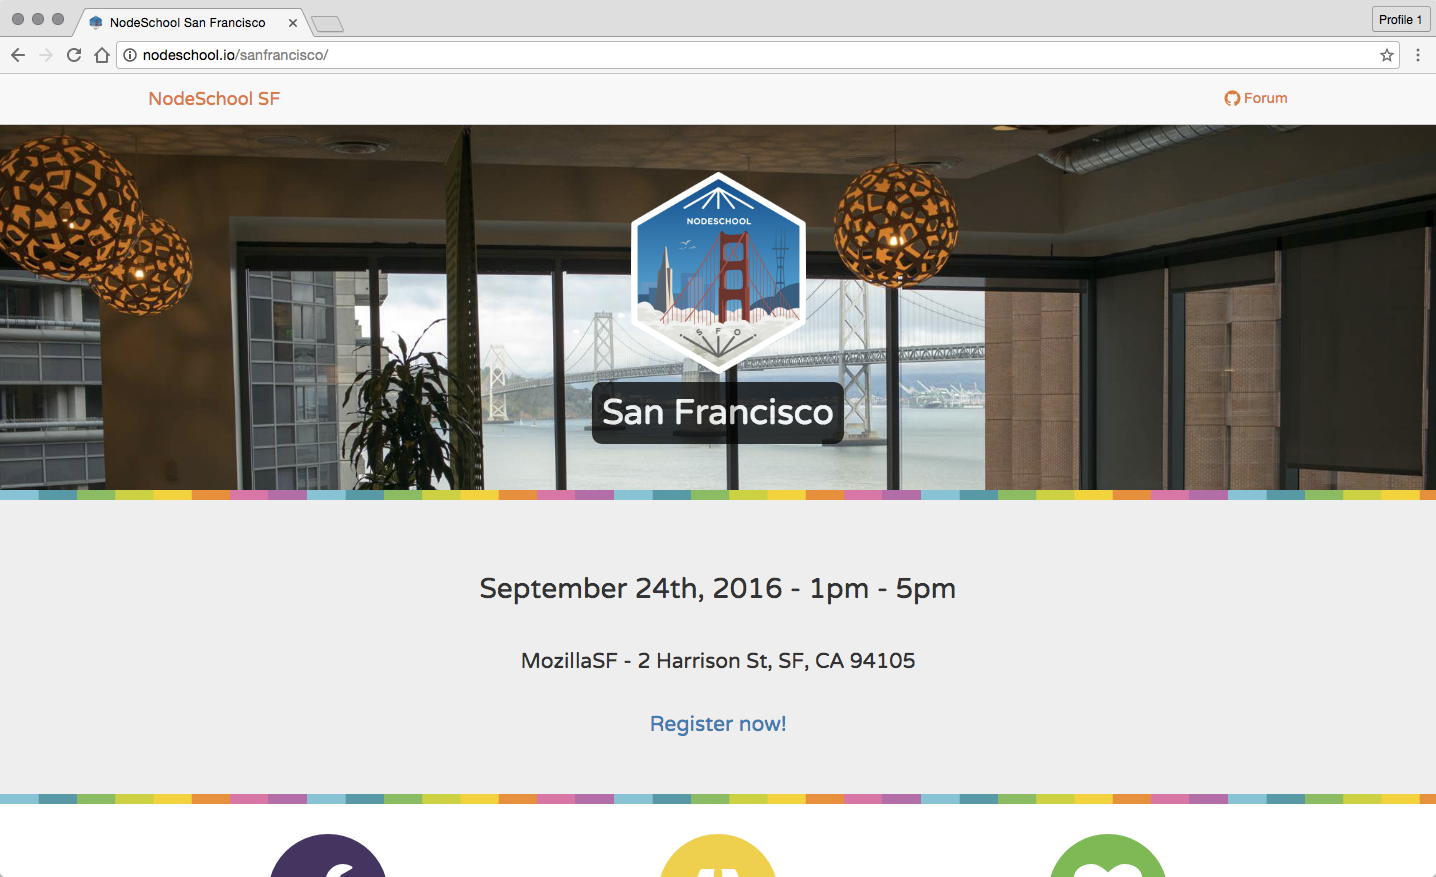 NodeSchool San Francisco
Profile 1
nodeschool.io/sanfrancisco/
NodeSchool SF
Forum
NODESCHOOL
SFO
San Francisco
September 24th, 2016 - 1pm - 5pm
MozillaSF - 2 Harrison St, SF, CA 94105
Register now!